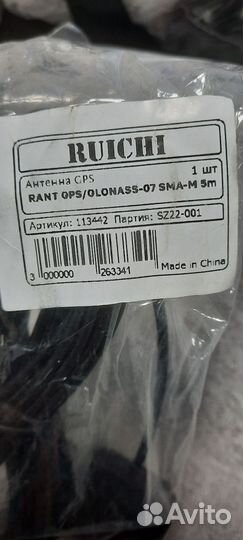 RUICHI
Антенна GPS 1 шт
RANT GPS/GLONASS-07 SMA-M 5m
Артикул: 113442 Партия: SZ22-001
3 000000 263341
Made in China
Avito